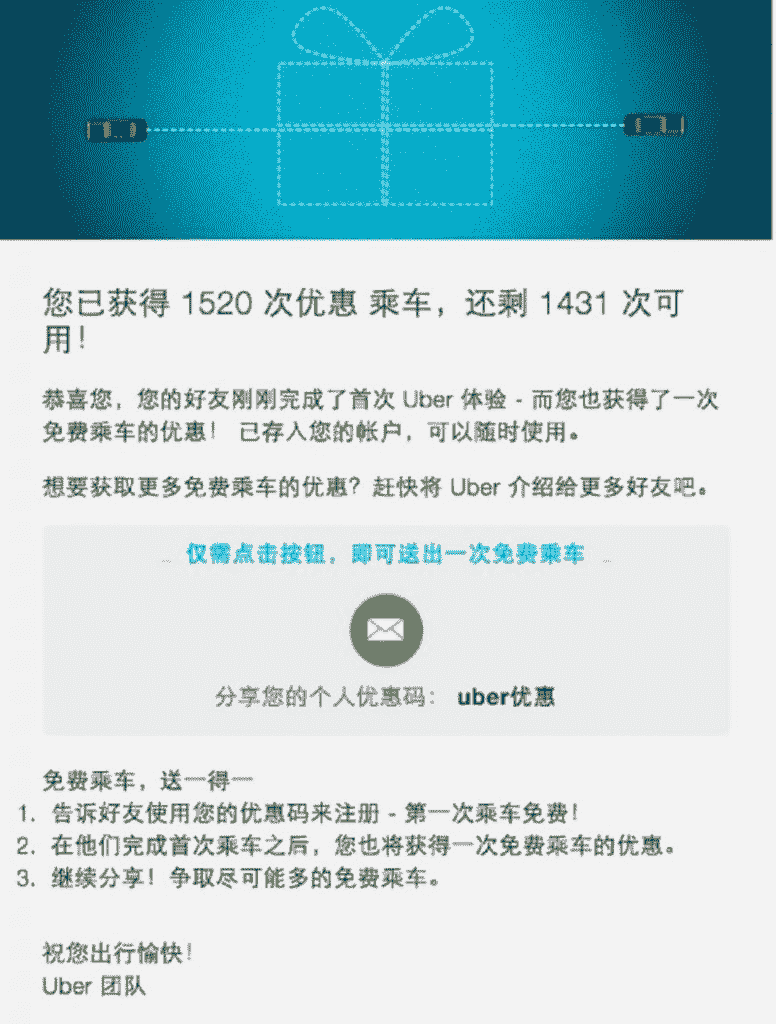 您已获得 1520 次优惠 乘车，还剩 1431 次可
用！
恭喜您，您的好友刚刚完成了首次 Uber 体验 - 而您也获得了一次
免费乘车的优惠！ 已存入您的帐户，可以随时使用。
想要获取更多免费乘车的优惠？赶快将 Uber 介绍给更多好友吧。
仅需点击按钮，即可送出一次免费乘车
分享您的个人优惠码： uber优惠
免费乘车，送一得一
1. 告诉好友使用您的优惠码来注册 - 第一次乘车免费！
2. 在他们完成首次乘车之后，您也将获得一次免费乘车的优惠。
3. 继续分享！争取尽可能多的免费乘车。
祝您出行愉快！
Uber 团队